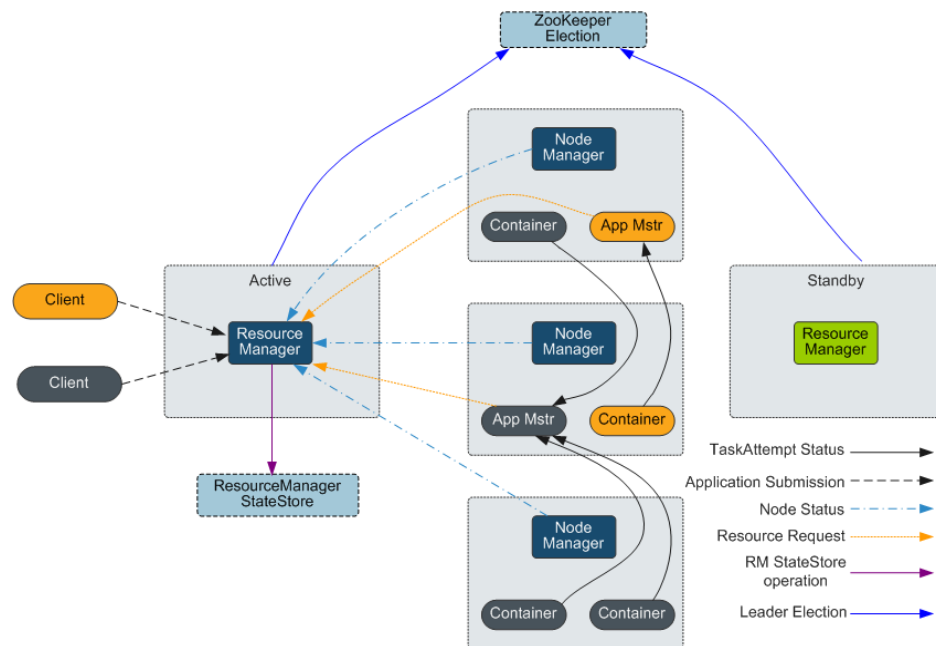 ZooKeeper
Election
Node
Manager
Container
App Mstr
Active
Standby
Client
Resource
Manager
Node
Manager
Resource
Manager
Client
App Mstr
Container
TaskAttempt Status
ResourceManager
StateStore
Application Submission
Node Status
Node
Manager
Resource Request
RM StateStore
operation
Container
Container
Leader Election